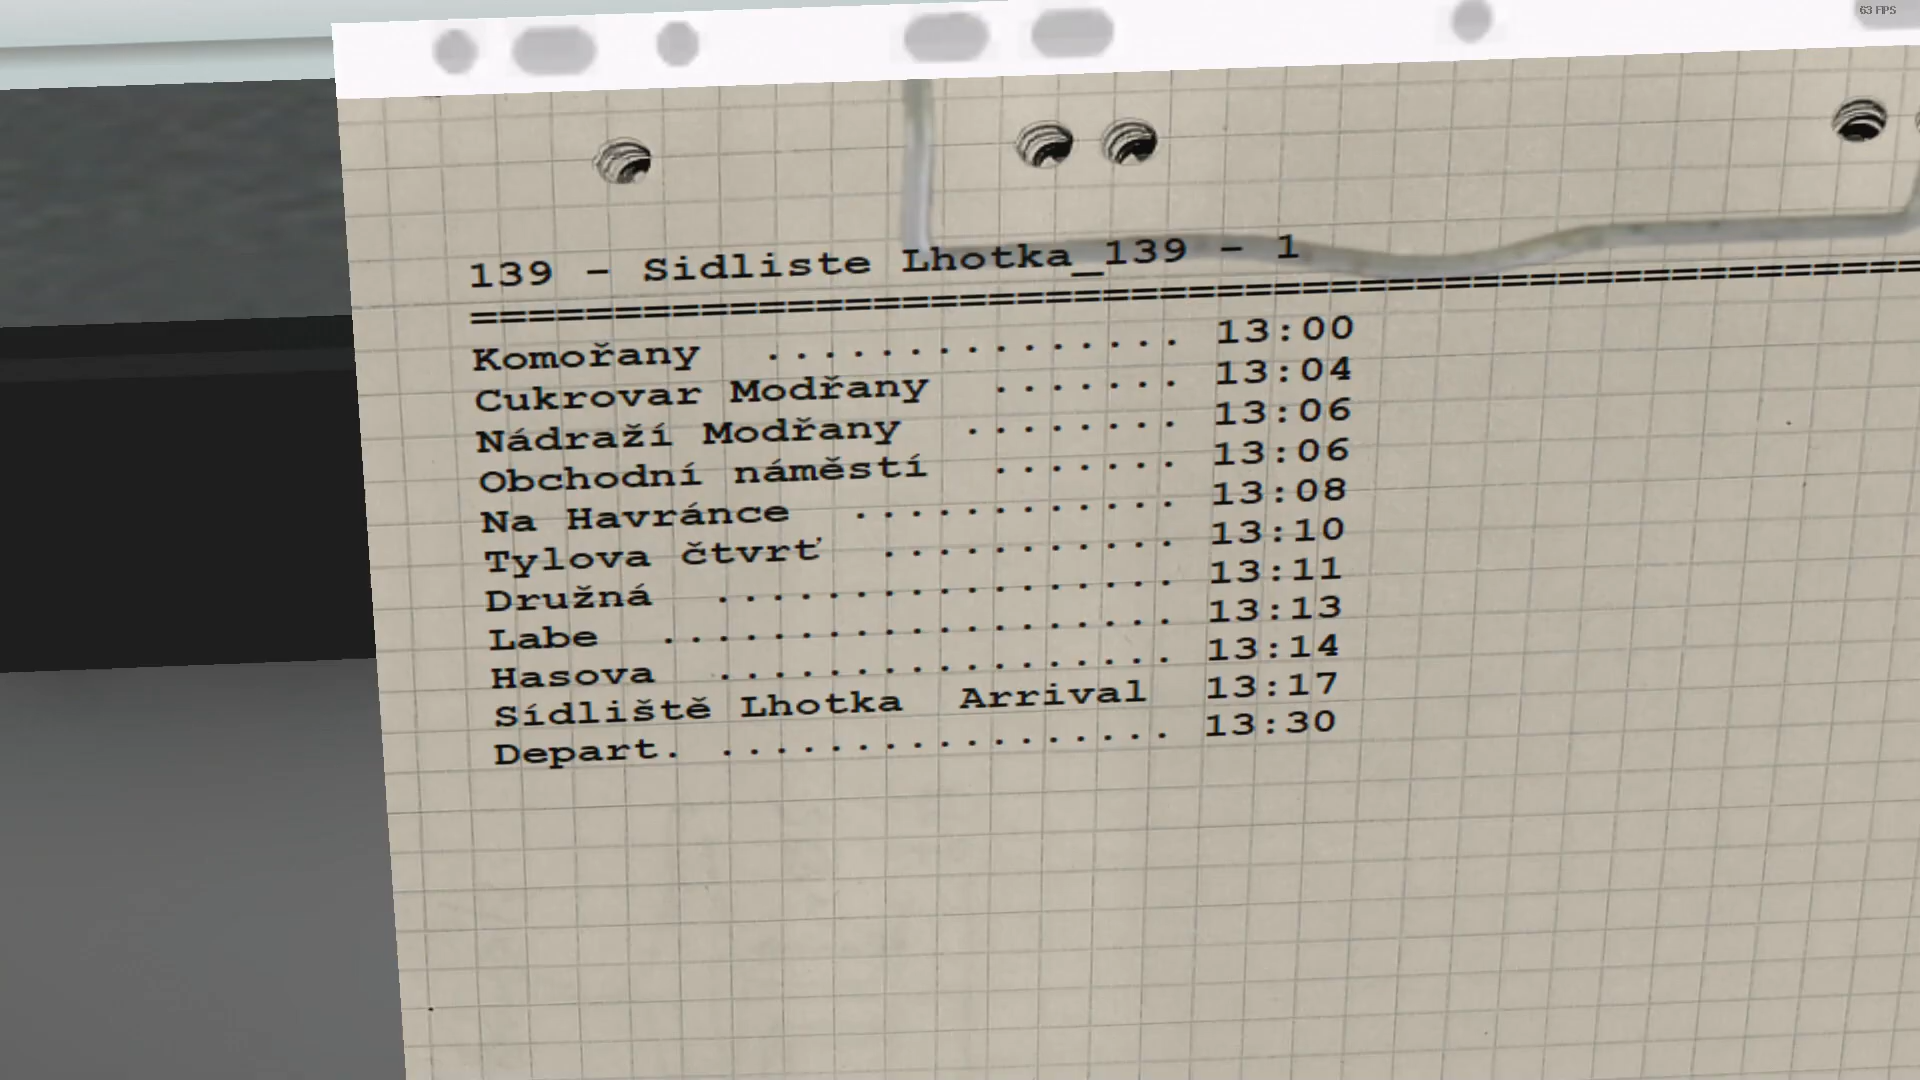 63 FPS
139 - Sidliste Lhotka_139 - 1
================================================
Komořany ............... 13:00
Cukrovar Modřany ....... 13:04
Nádraží Modřany ........ 13:06
Obchodní náměstí ....... 13:06
Na Havránce ............ 13:08
Tylova čtvrť ........... 13:10
Družná ................. 13:11
Labe ................... 13:13
Hasova ................. 13:14
Sídliště Lhotka Arrival 13:17
Depart. ................. 13:30